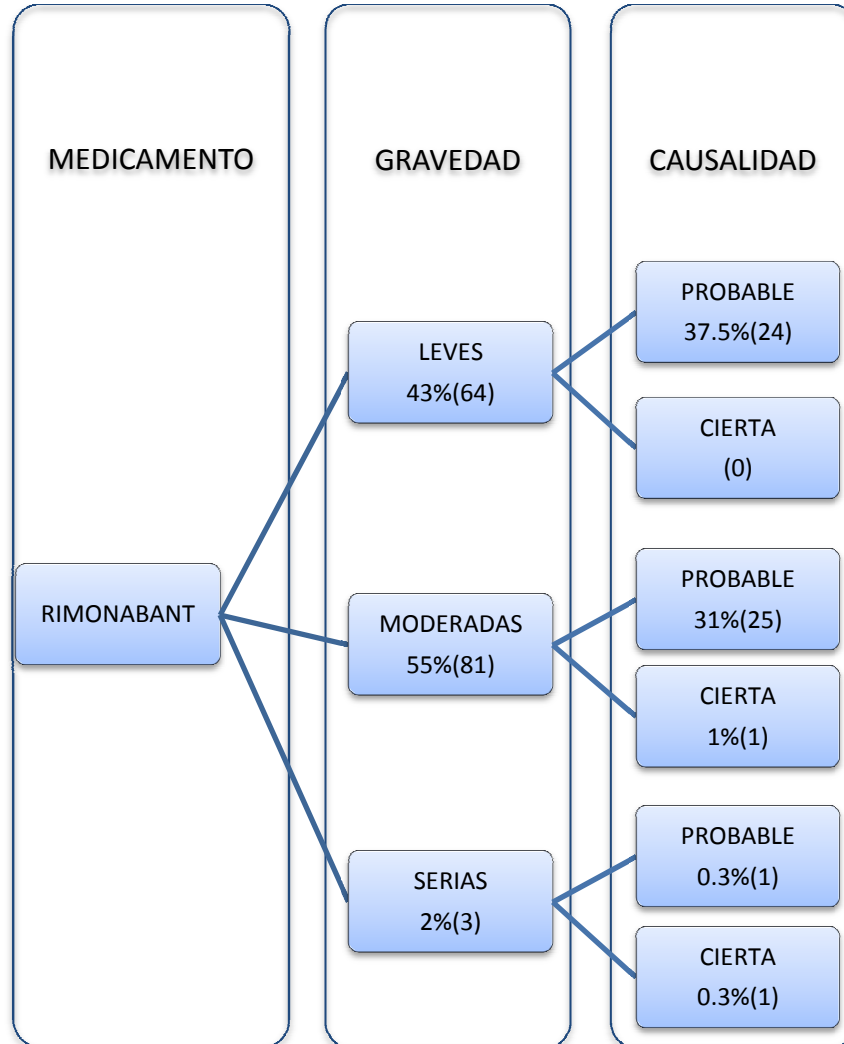 MEDICAMENTO
GRAVEDAD
CAUSALIDAD
RIMONABANT
LEVES
43%(64)
PROBABLE
37.5%(24)
CIERTA
(0)
MODERADAS
55%(81)
PROBABLE
31%(25)
CIERTA
1%(1)
SERIAS
2%(3)
PROBABLE
0.3%(1)
CIERTA
0.3%(1)